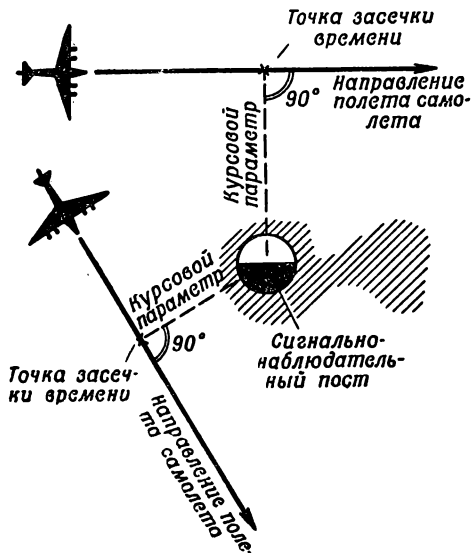 Точка засечки
времени
90°
Направление
полета само-
лета
Курсовой
параметр
Курсовой
параметр
90°
Точка засеч-
ки времени
Сигнально-
наблюдатель-
ный пост
Направление поле-
та самолета